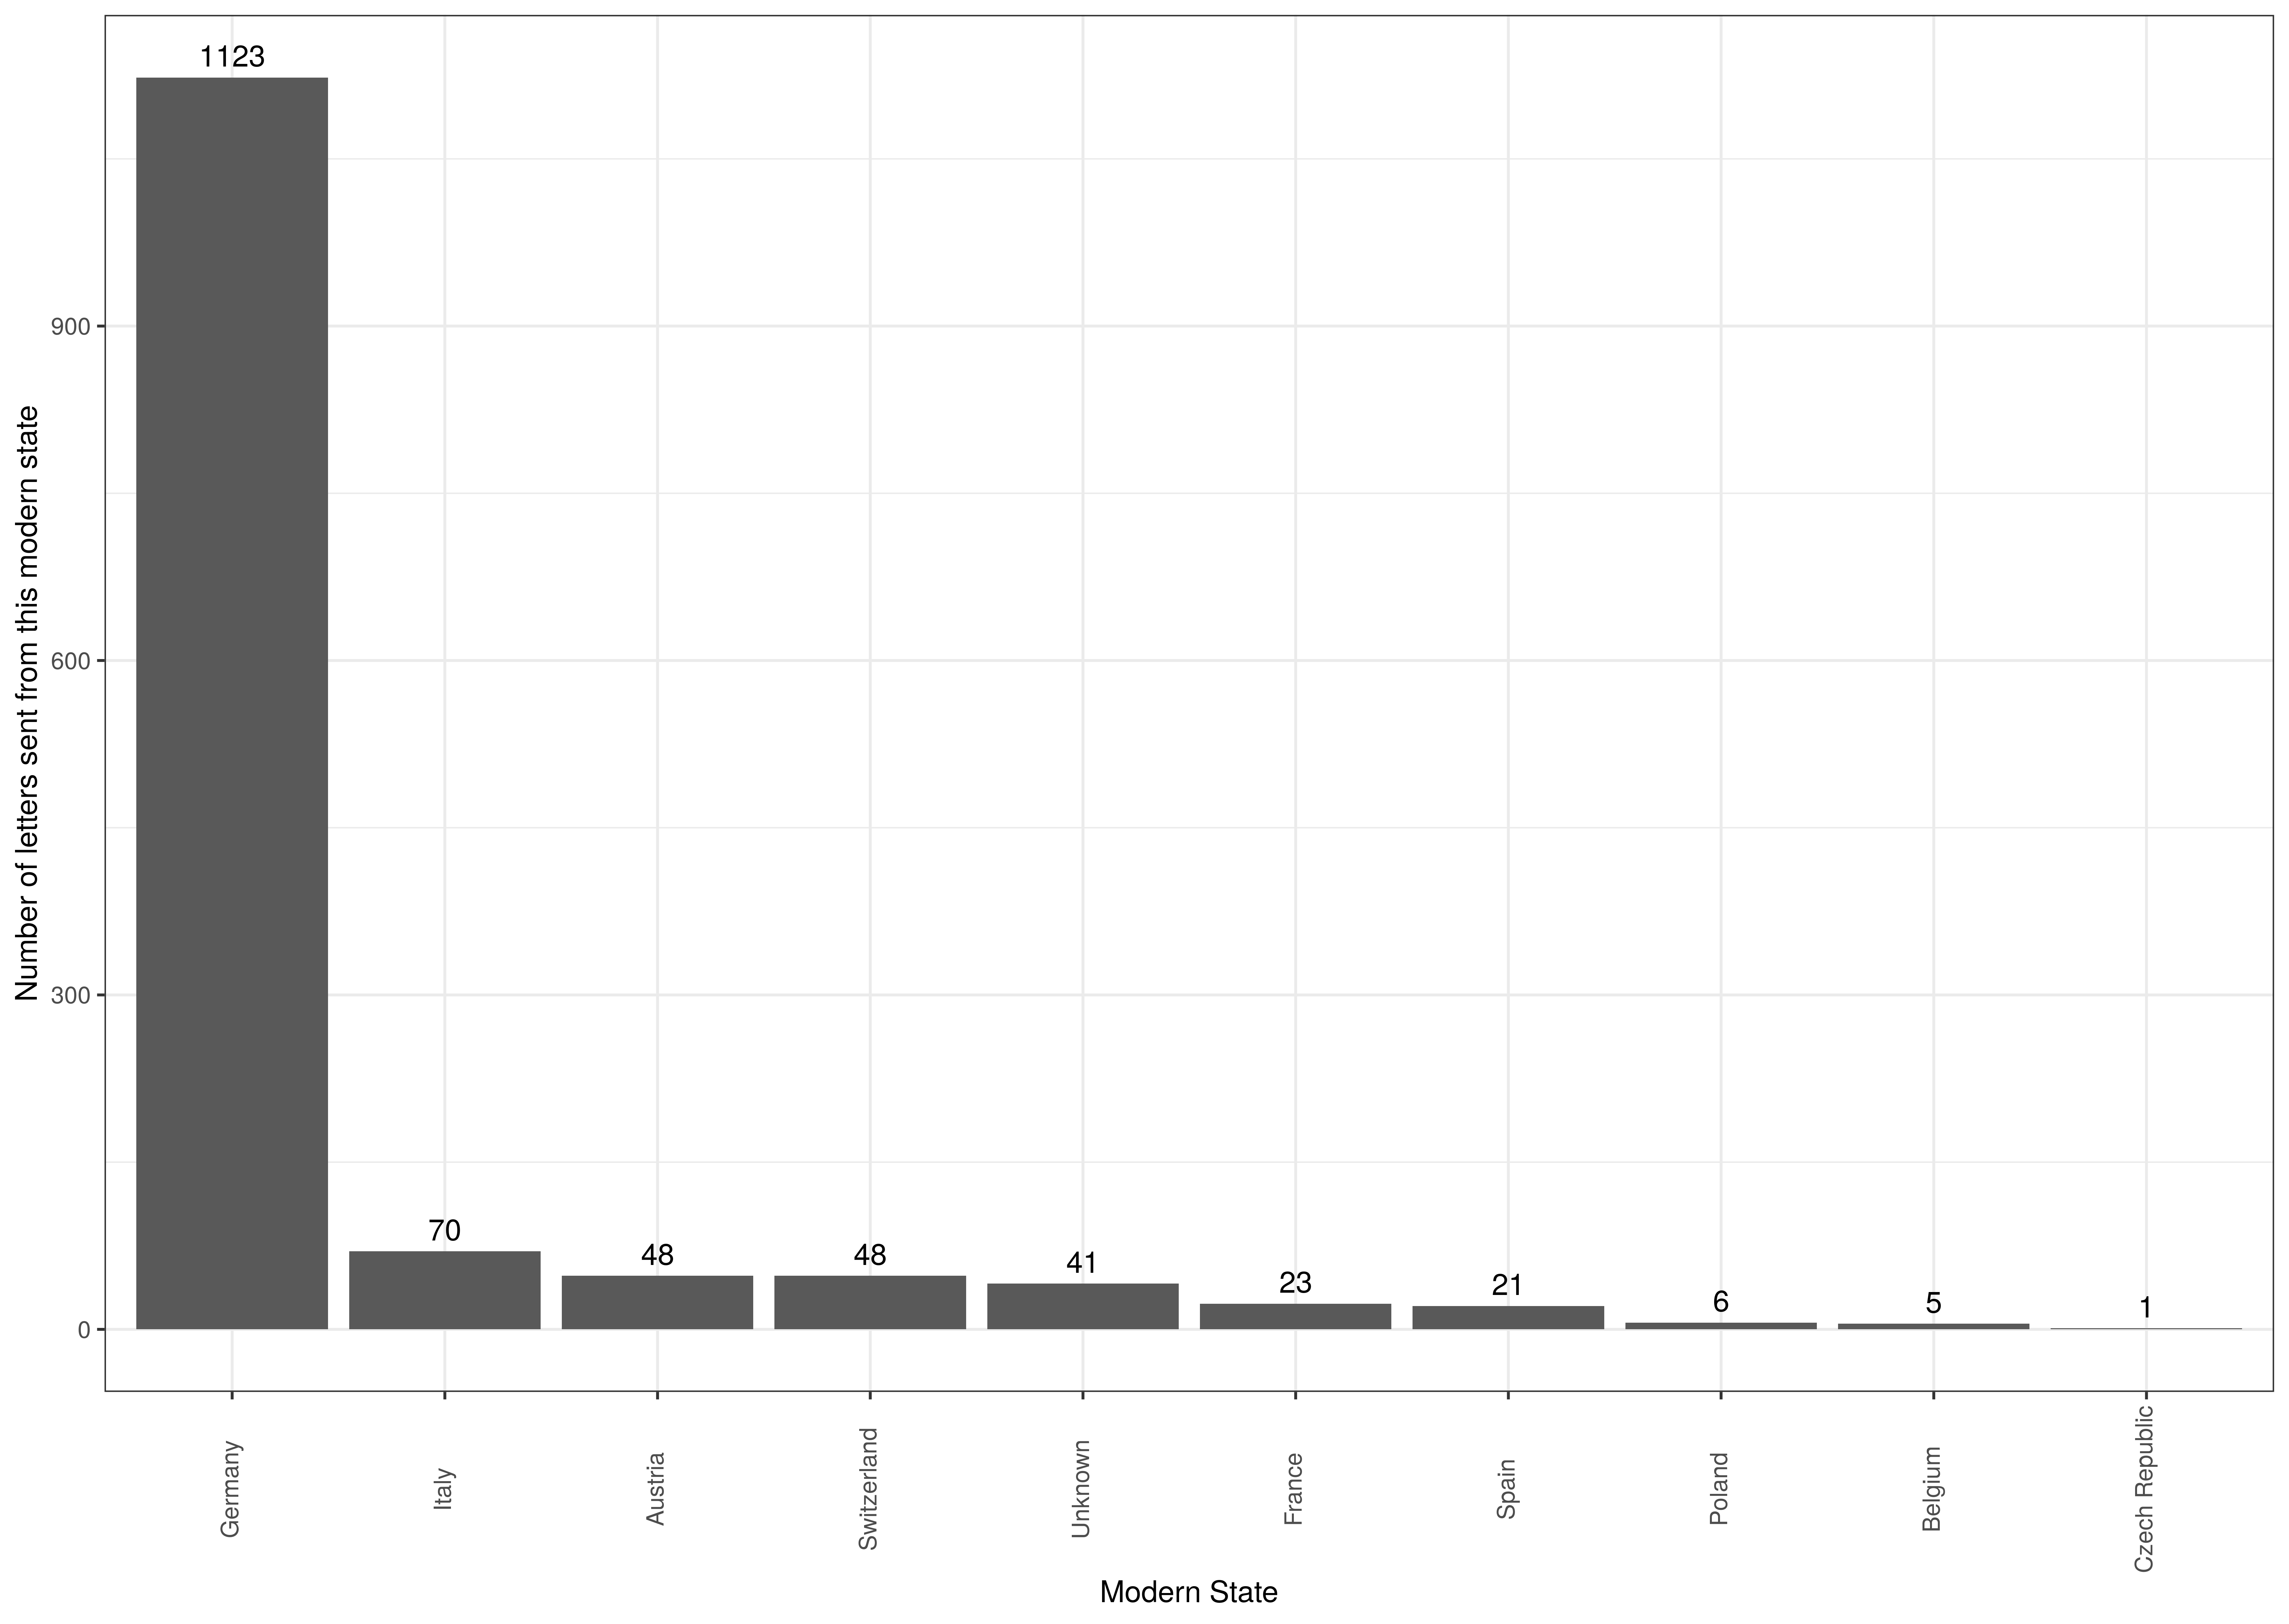 Number of letters sent from this modern state
900
600
300
0
1123
70
48
48
41
23
21
6
5
1
Germany
Italy
Austria
Switzerland
Unknown
France
Spain
Poland
Belgium
Czech Republic
Modern State